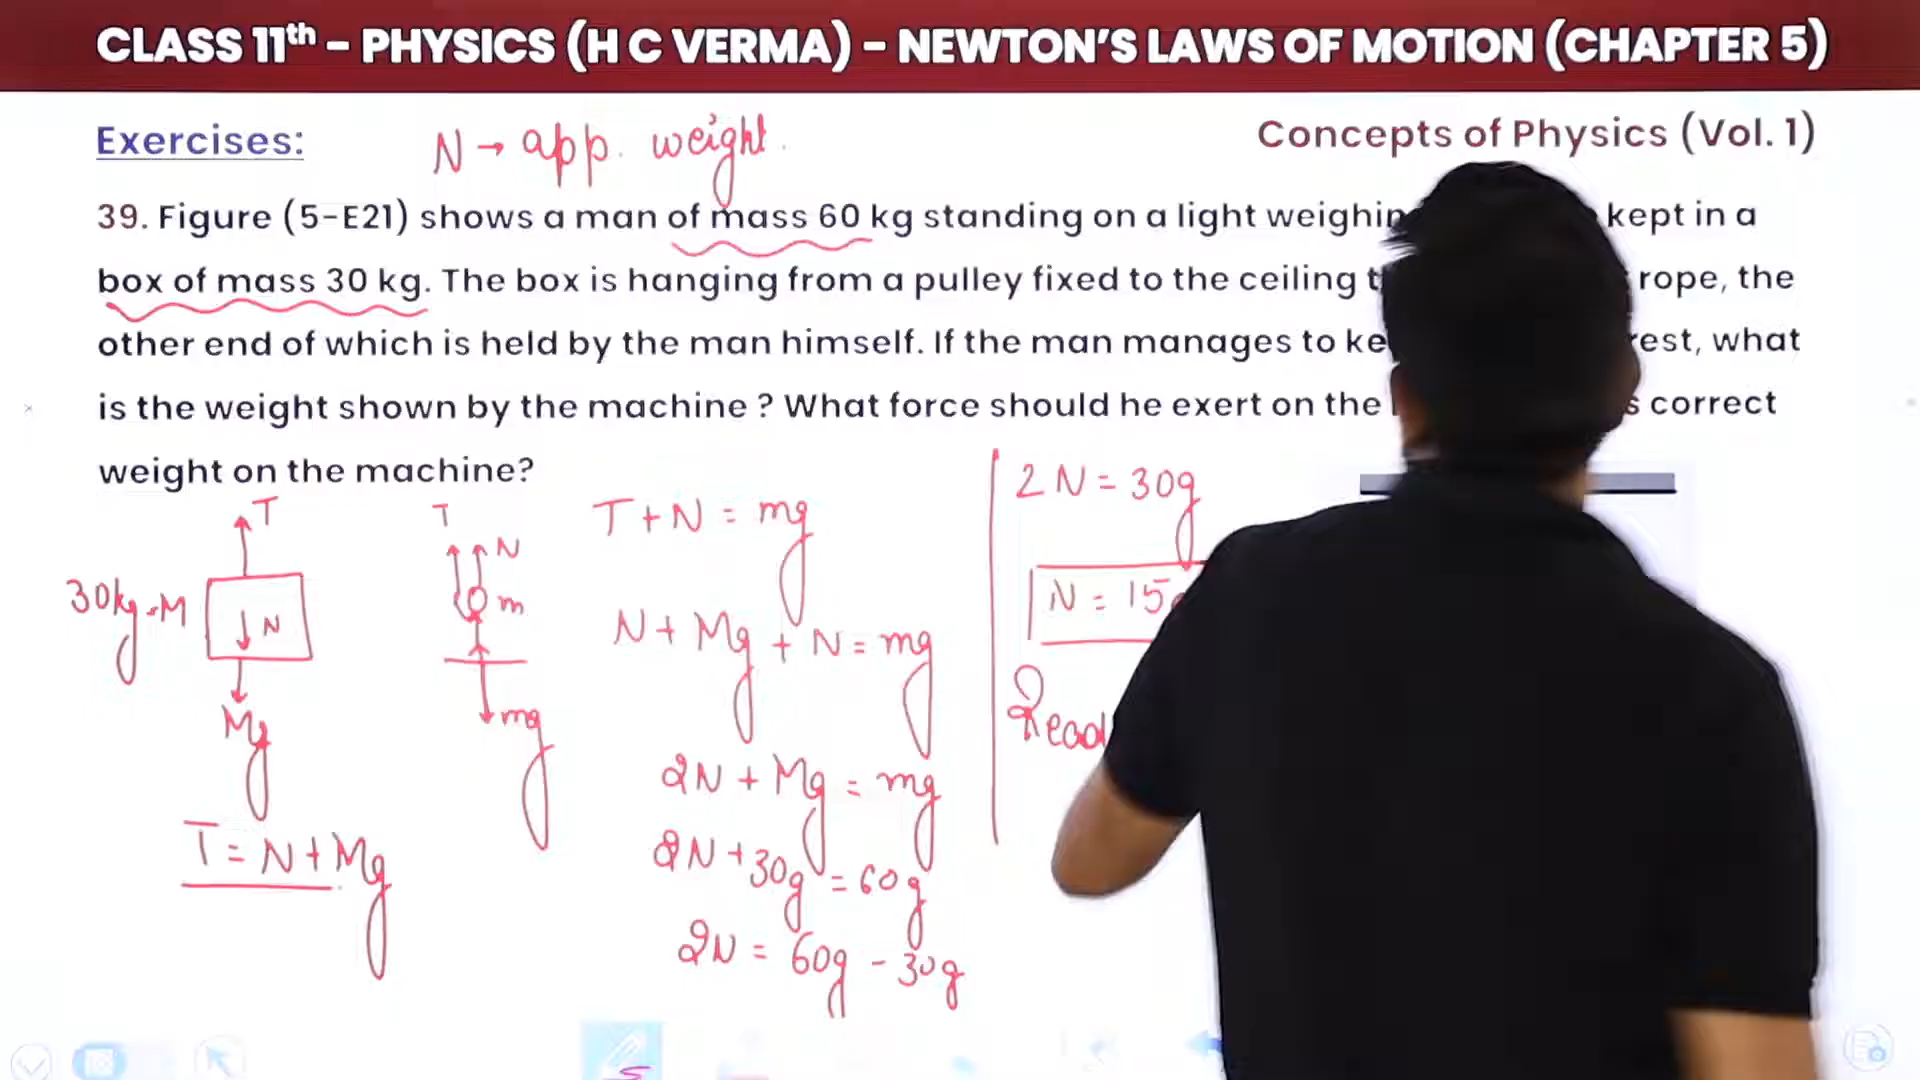 CLASS 11th – PHYSICS (H C VERMA) – NEWTON'S LAWS OF MOTION (CHAPTER 5)
Exercises:
N → app. weight.
Concepts of Physics (Vol. 1)
39. Figure (5-E21) shows a man of mass 60 kg standing on a light kept in a
box of mass 30 kg. The box is hanging from a pulley fixed to the ceiling rope, the
other end of which is held by the man himself. If the man manages to what
is the weight shown by the machine ? What force should he exert on the correct
weight on the machine?
T
30kg = M
N
Mg
T = N + Mg
T
N
m
mg
T + N = mg
N + Mg + N = mg
2N + Mg = mg
2N + 30g = 60g
2N = 60g - 30g
2N = 30g
N = 15